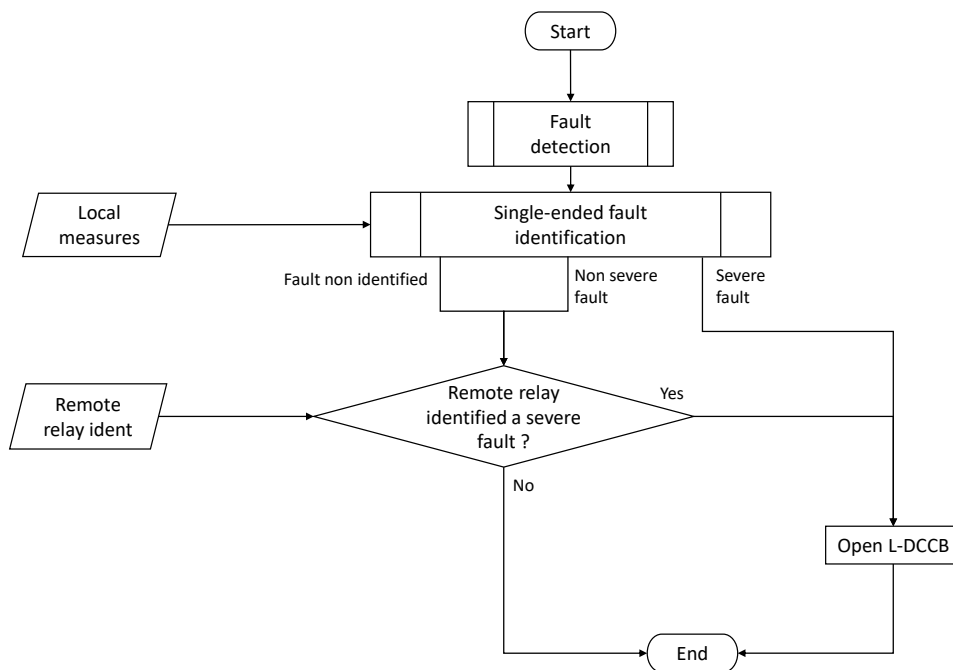 Start
Fault
detection
Local
measures
Single-ended fault
identification
Fault non identified
Non severe
fault
Severe
fault
Remote
relay ident
Remote relay
identified a severe
fault ?
Yes
No
Open L-DCCB
End